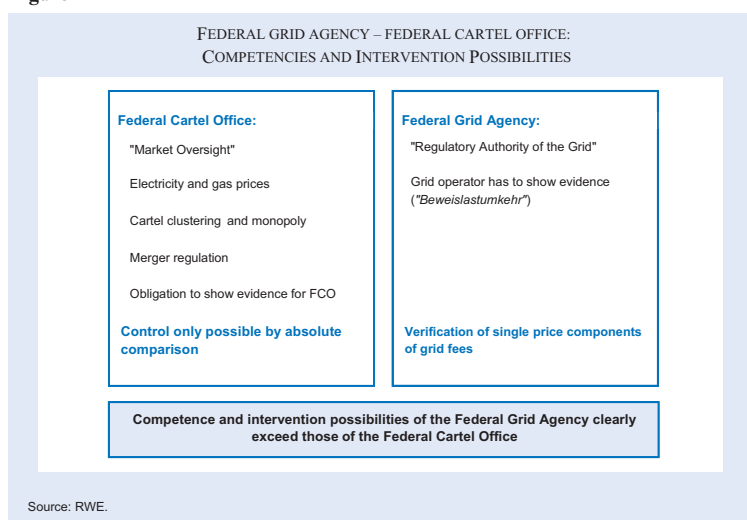 FEDERAL GRID AGENCY – FEDERAL CARTEL OFFICE:
COMPETENCIES AND INTERVENTION POSSIBILITIES
Federal Cartel Office:
"Market Oversight"
Electricity and gas prices
Cartel clustering and monopoly
Merger regulation
Obligation to show evidence for FCO
Control only possible by absolute
comparison
Federal Grid Agency:
"Regulatory Authority of the Grid"
Grid operator has to show evidence
("Beweislastumkehr")
Verification of single price components
of grid fees
Competence and intervention possibilities of the Federal Grid Agency clearly
exceed those of the Federal Cartel Office
Source: RWE.